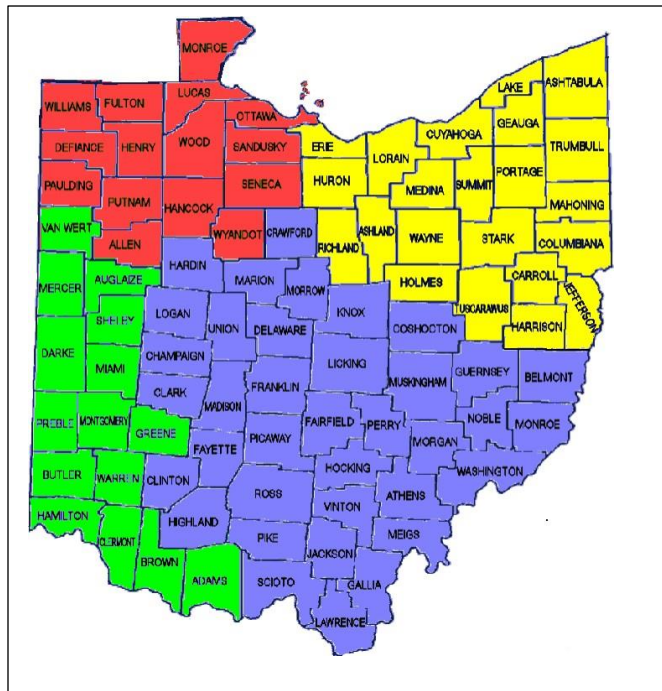 MONROE
LUCAS
WILLIAMS
FULTON
OTTAWA
DEFIANCE
HENRY
WOOD
SANDUSKY
PAULDING
PUTNAM
HANCOCK
SENECA
ALLEN
WYANDOT
LAKE
ASHTABULA
GEAUGA
CUYAHOGA
ERIE
LORAIN
TRUMBULL
HURON
MEDINA
SUMMIT
PORTAGE
MAHONING
RICHLAND
ASHLAND
WAYNE
STARK
COLUMBIANA
HOLMES
CARROLL
JEFFERSON
TUSCARAWUS
HARRISON
VAN WERT
MERCER
AUGLAIZE
SHELBY
DARKE
MIAMI
PREBLE
MONTGOMERY
GREENE
BUTLER
WARREN
HAMILTON
CLERMONT
BROWN
ADAMS
CRAWFORD
HARDIN
MARION
MORROW
LOGAN
UNION
DELAWARE
KNOX
COSHOCTON
CHAMPAIGN
LICKING
GUERNSEY
BELMONT
CLARK
MADISON
FRANKLIN
MUSKINGHAM
NOBLE
MONROE
FAIRFIELD
PERRY
MORGAN
FAYETTE
PICAWAY
WASHINGTON
CLINTON
HOCKING
ATHENS
ROSS
VINTON
HIGHLAND
MEIGS
PIKE
JACKSON
SCIOTO
GALLIA
LAWRENCE